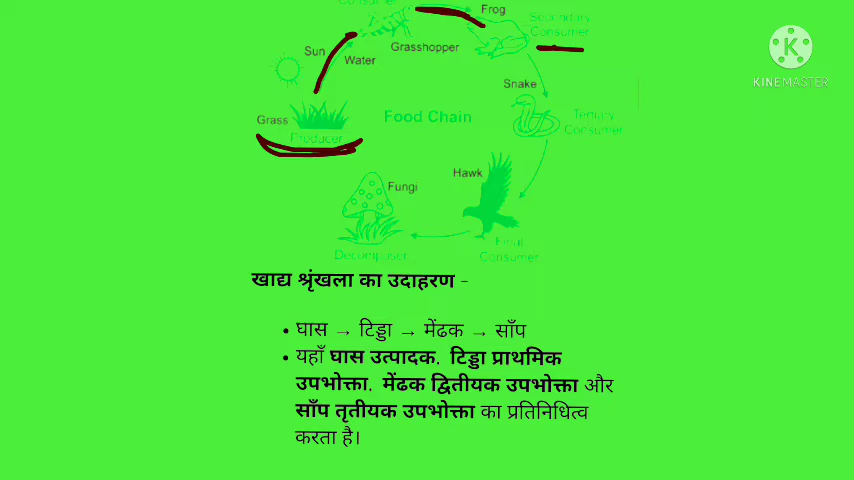 Consumer
Frog
Secondary
Consumer
Sun
Grasshopper
Water
K
KINEMASTER
Snake
Grass
Food Chain
Tertiary
Consumer
Producer
Hawk
Fungi
Final
Consumer
Decomposer
खाद्य श्रृंखला का उदाहरण -
• घास → टिड्डा → मेंढक → साँप
• यहाँ घास उत्पादक, टिड्डा प्राथमिक
उपभोक्ता, मेंढक द्वितीयक उपभोक्ता और
साँप तृतीयक उपभोक्ता का प्रतिनिधित्व
करता है।